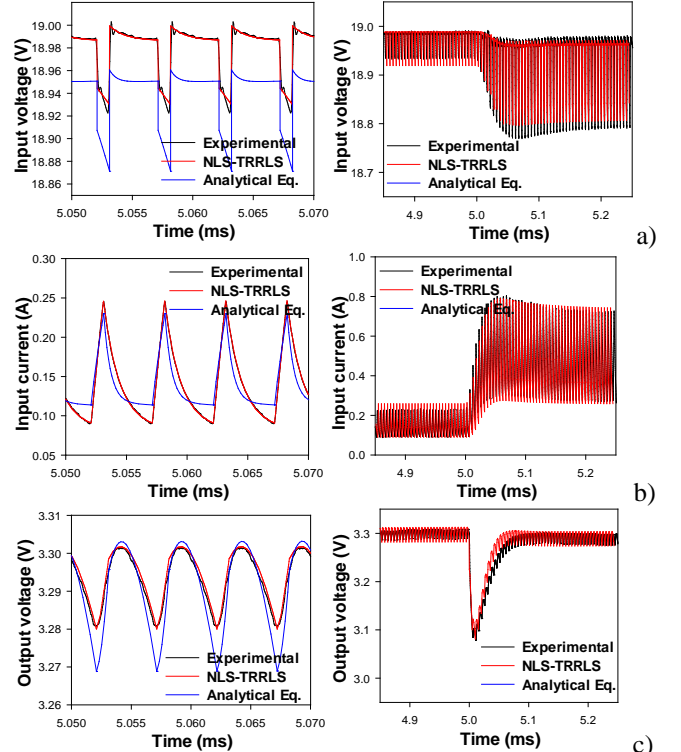 Input voltage (V)
19.00
18.98
18.96
18.94
18.92
18.90
18.88
18.86
Experimental
NLS-TRRLS
Analytical Eq.
5.050 5.055 5.060 5.065 5.070
Time (ms)
Input voltage (V)
19.0
18.9
18.8
18.7
Experimental
NLS-TRRLS
Analytical Eq.
4.9 5.0 5.1 5.2
Time (ms)
a)
Input current (A)
0.30
0.25
0.20
0.15
0.10
0.05
Experimental
NLS-TRRLS
Analytical Eq.
5.050 5.055 5.060 5.065 5.070
Time (ms)
Input current (A)
1.0
0.8
0.6
0.4
0.2
0.0
Experimental
NLS-TRRLS
Analytical Eq.
4.9 5.0 5.1 5.2
Time (ms)
b)
Output voltage (V)
3.31
3.30
3.29
3.28
3.27
3.26
Experimental
NLS-TRRLS
Analytical Eq.
5.050 5.055 5.060 5.065 5.070
Time (ms)
Output voltage (V)
3.3
3.2
3.1
3.0
Experimental
NLS-TRRLS
Analytical Eq.
4.9 5.0 5.1 5.2
Time (ms)
c)